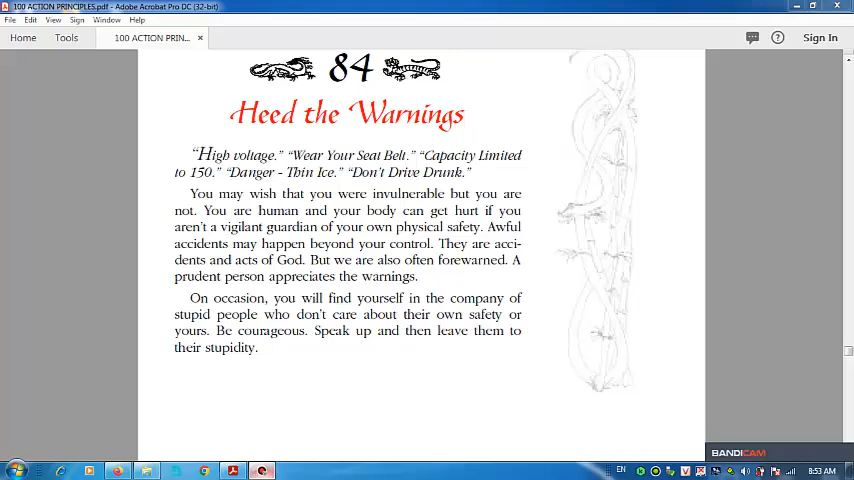 100 ACTION PRINCIPLES.pdf - Adobe Acrobat Pro DC (32-bit)
File Edit View Sign Window Help
Home Tools 100 ACTION PRIN... × Sign In
84
Heed the Warnings
“High voltage.” “Wear Your Seat Belt.” “Capacity Limited
to 150.” “Danger - Thin Ice.” “Don’t Drive Drunk.”
You may wish that you were invulnerable but you are
not. You are human and your body can get hurt if you
aren’t a vigilant guardian of your own physical safety. Awful
accidents may happen beyond your control. They are acci-
dents and acts of God. But we are also often forewarned. A
prudent person appreciates the warnings.
On occasion, you will find yourself in the company of
stupid people who don’t care about their own safety or
yours. Be courageous. Speak up and then leave them to
their stupidity.
BANDICAM
EN 8:53 AM